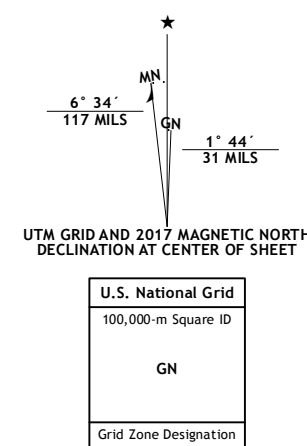 ★
MN.
6° 34´
117 MILS
GN
1° 44´
31 MILS
UTM GRID AND 2017 MAGNETIC NORTH
DECLINATION AT CENTER OF SHEET
U.S. National Grid
100,000-m Square ID
GN
Grid Zone Designation